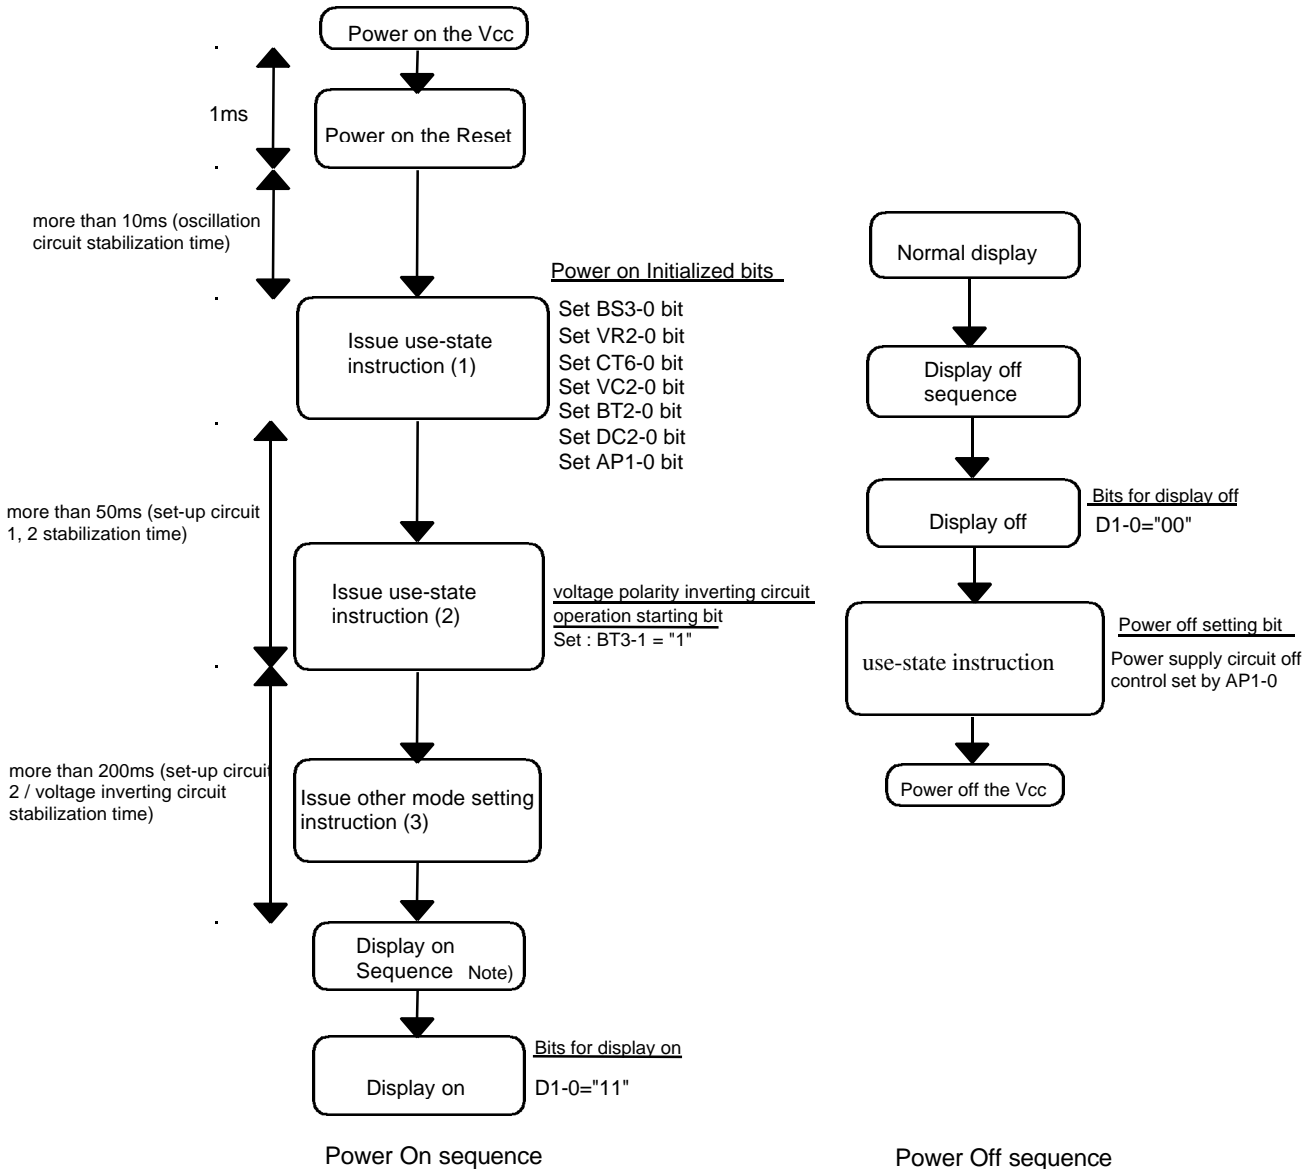 Power on the Vcc
1ms
Power on the Reset
more than 10ms (oscillation
circuit stabilization time)
Power on Initialized bits
Issue use-state
instruction (1)
Set BS3-0 bit
Set VR2-0 bit
Set CT6-0 bit
Set VC2-0 bit
Set BT2-0 bit
Set DC2-0 bit
Set AP1-0 bit
more than 50ms (set-up circuit
1, 2 stabilization time)
Issue use-state
instruction (2)
voltage polarity inverting circuit
operation starting bit
Set : BT3-1 = "1"
more than 200ms (set-up circuit
2 / voltage inverting circuit
stabilization time)
Issue other mode setting
instruction (3)
Display on
Sequence Note)
Bits for display on
Display on
D1-0="11"
Power On sequence
Normal display
Display off
sequence
Bits for display off
Display off
D1-0="00"
Power off setting bit
use-state instruction
Power supply circuit off
control set by AP1-0
Power off the Vcc
Power Off sequence